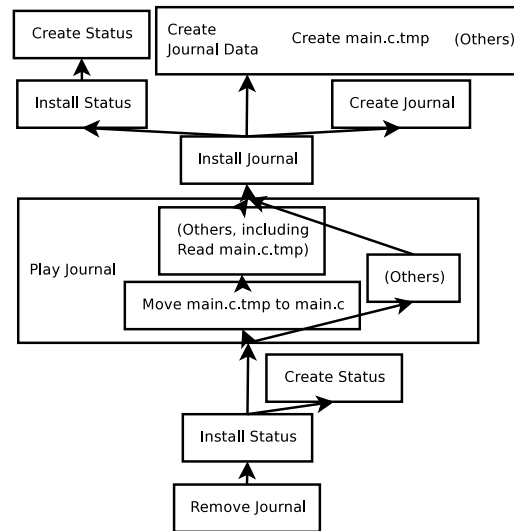 Create Status
Create
Journal Data
Create main.c.tmp
(Others)
Install Status
Create Journal
Install Journal
(Others, including
Read main.c.tmp)
Play Journal
(Others)
Move main.c.tmp to main.c
Create Status
Install Status
Remove Journal